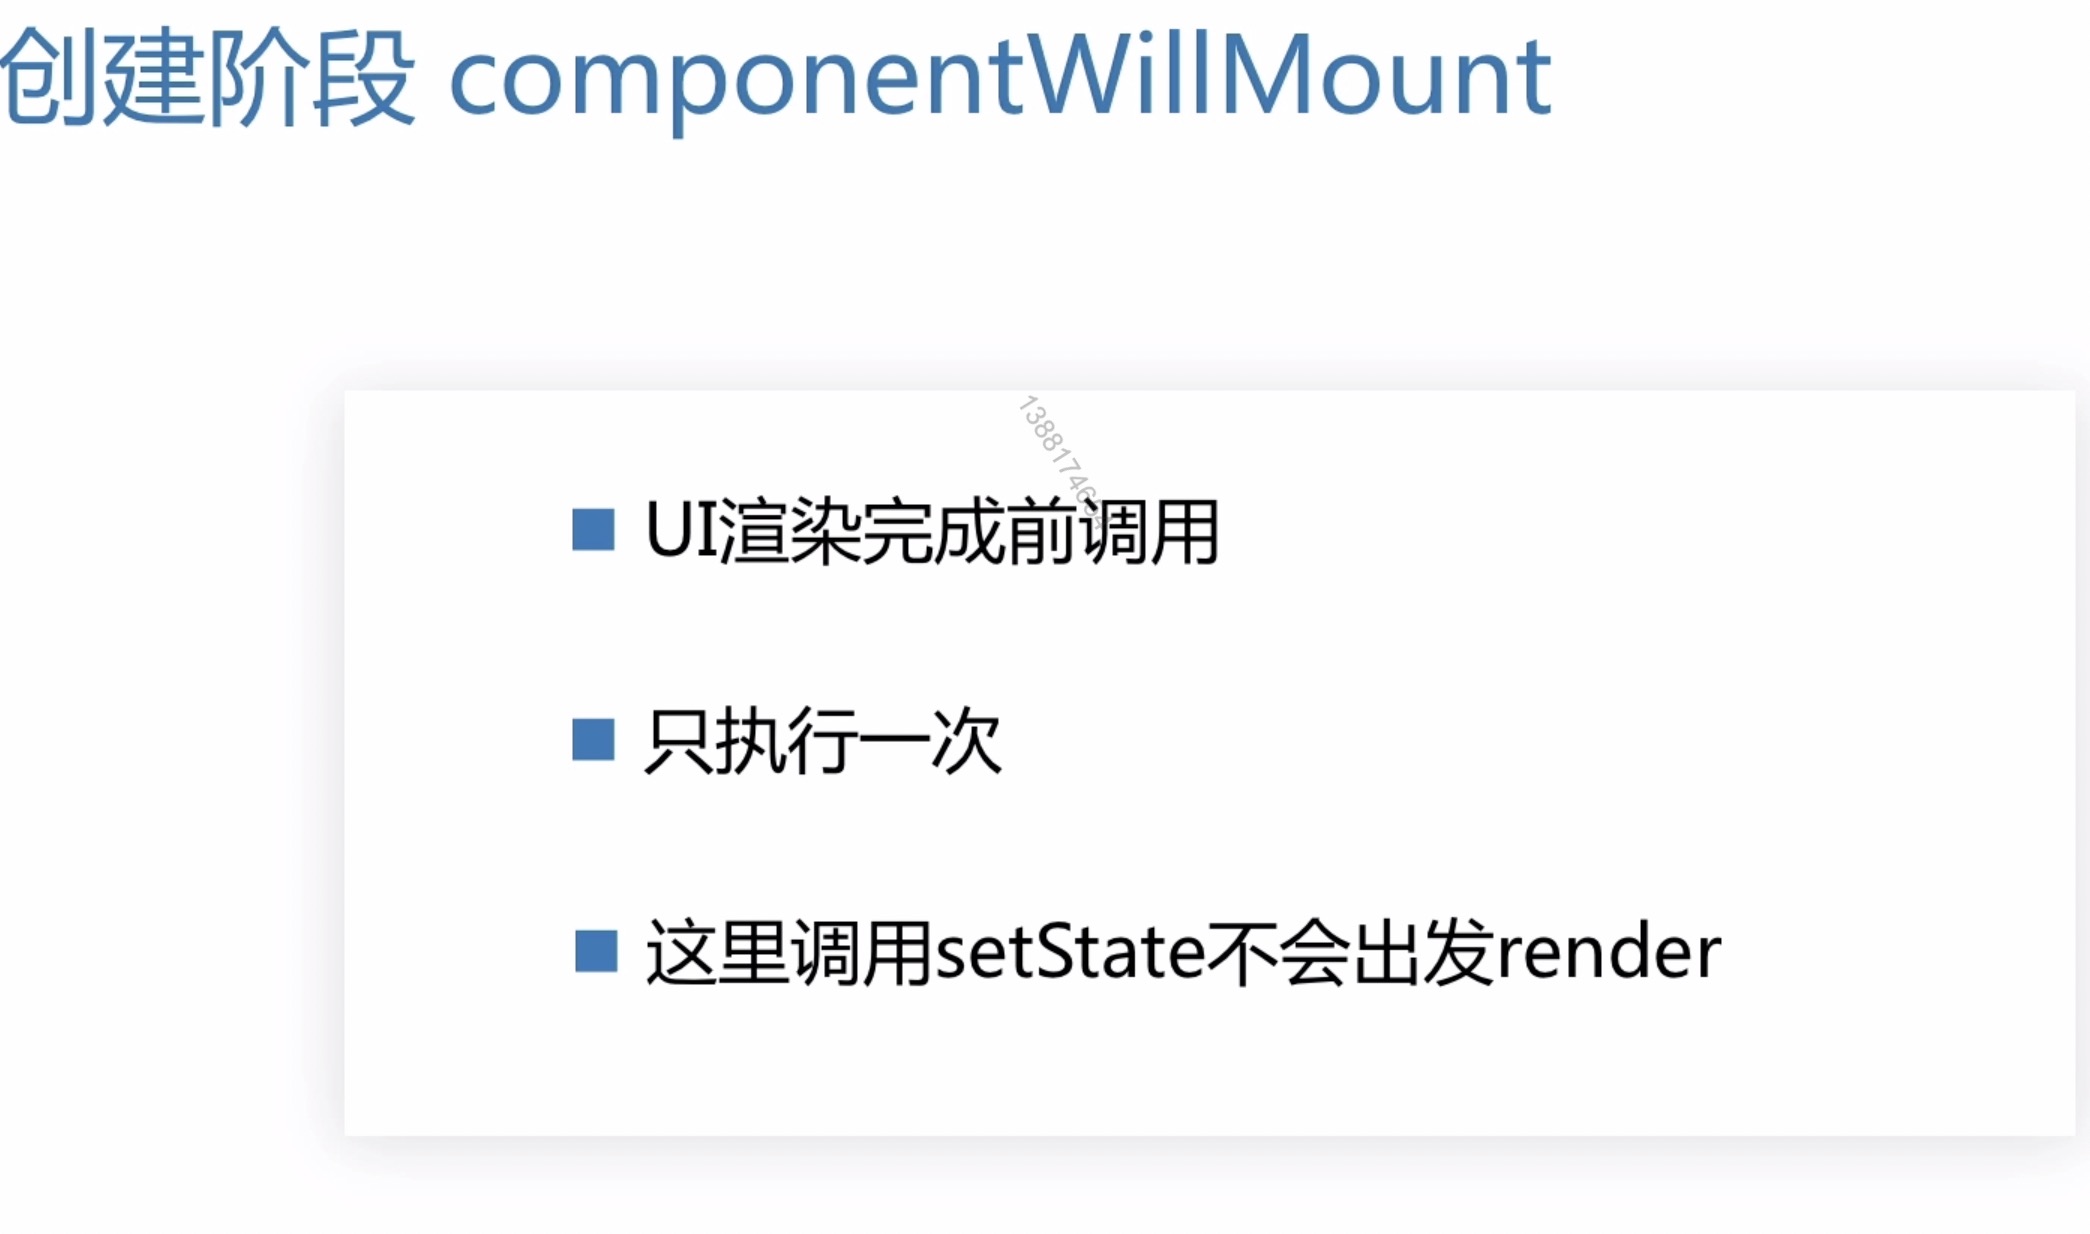 创建阶段 componentWillMount
UI渲染完成前调用
只执行一次
这里调用setState不会出发render